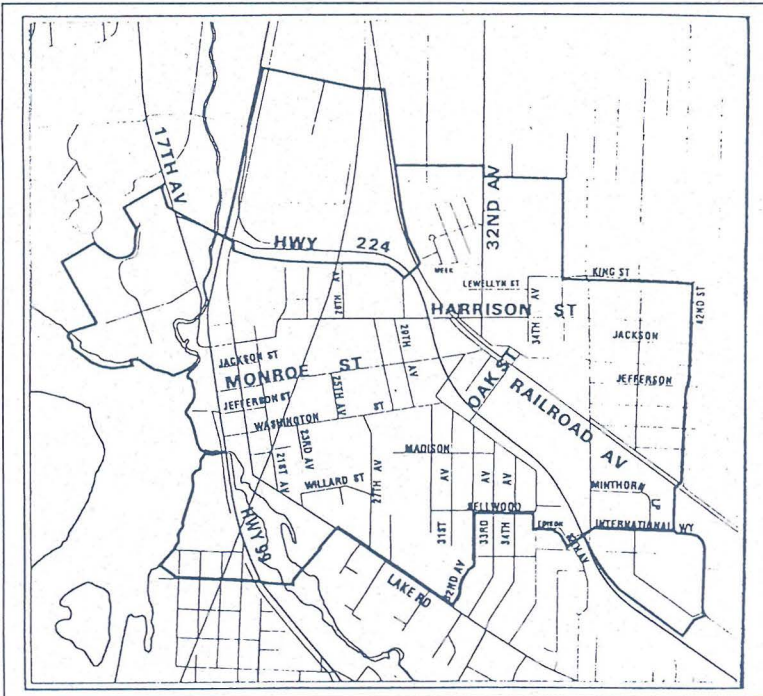 17TH AV
32ND AV
HWY 224
KING ST
LEWELLYN ST
42ND ST
HARRISON ST
34TH AV
29TH AV
JACKSON
JACKSON ST
MONROE ST
JEFFERSON
OAK ST
25TH AV
JEFFERSON ST
RAILROAD AV
WASHINGTON ST
23RD AV
21ST AV
MADISON
WILLARD ST
27TH AV
MINTHORN LP
31ST AV
33RD AV
34TH AV
INTERNATIONAL WY
HWY 99
32ND AV
LAKE RD